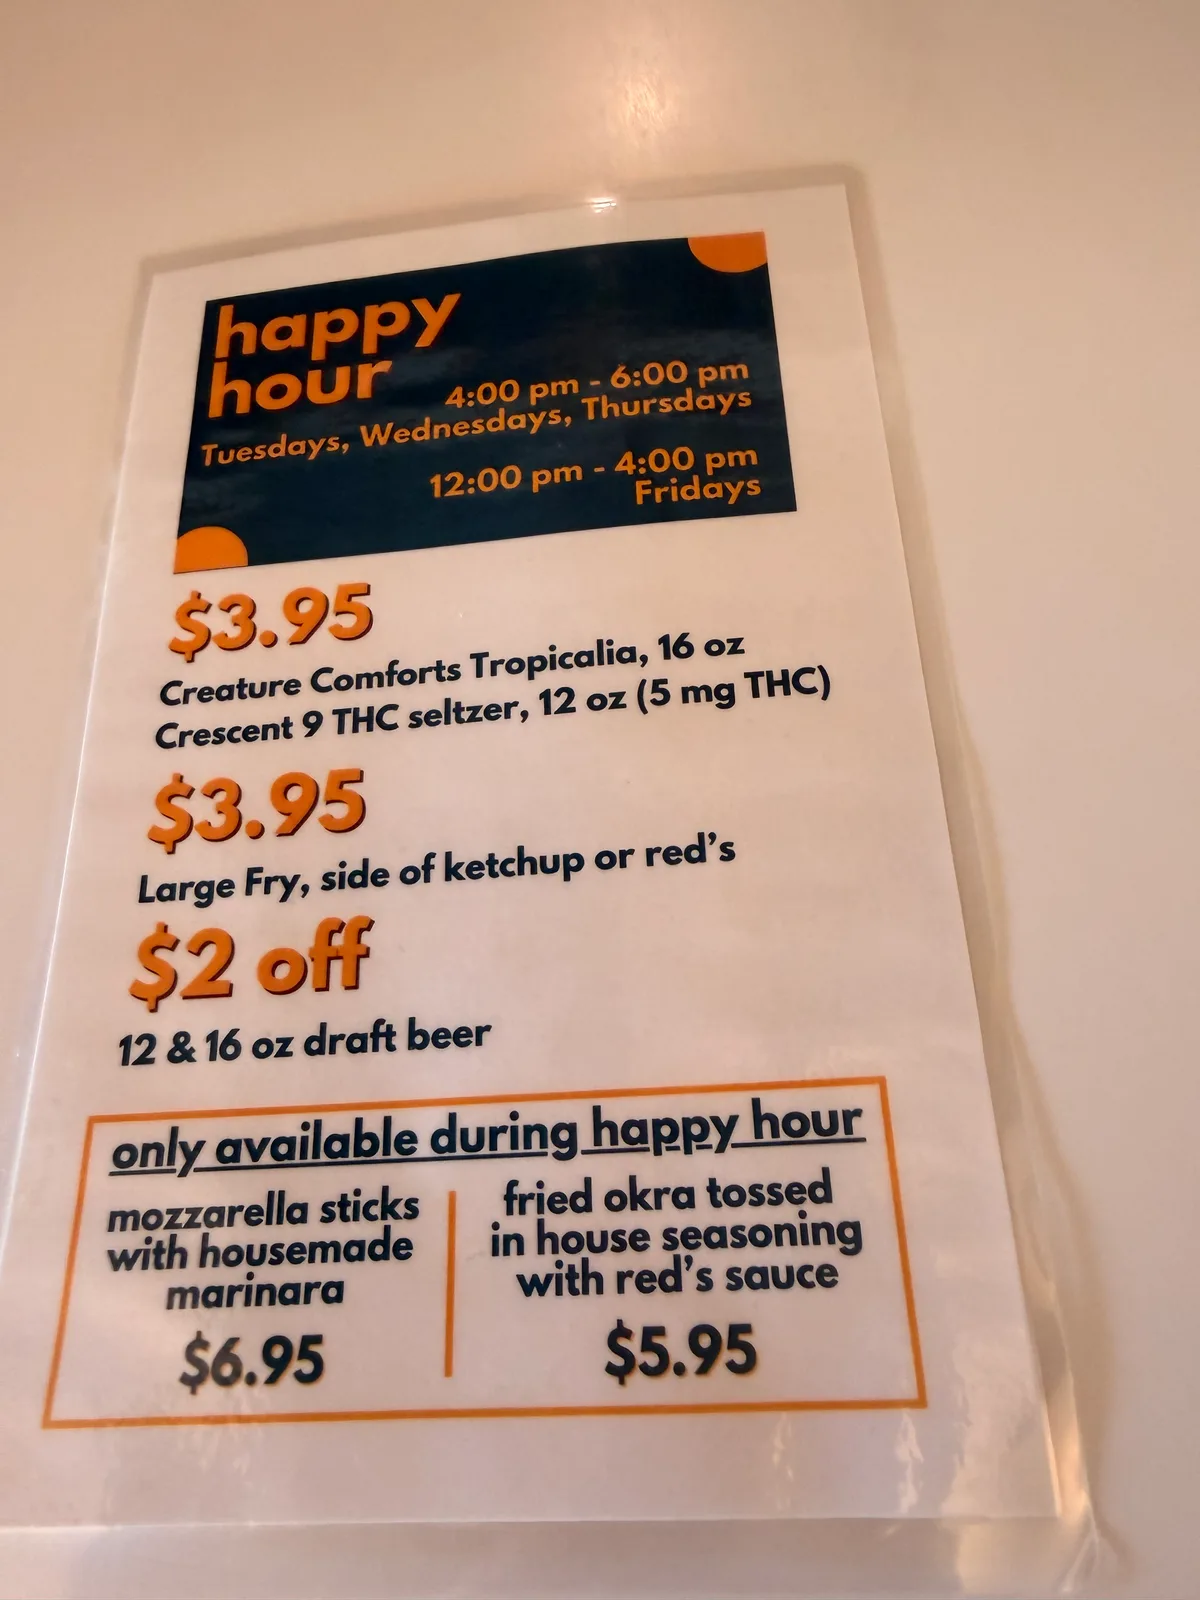 happy
hour
4:00 pm - 6:00 pm
Tuesdays, Wednesdays, Thursdays
12:00 pm - 4:00 pm
Fridays
$3.95
Creature Comforts Tropicalia, 16 oz
Crescent 9 THC seltzer, 12 oz (5 mg THC)
$3.95
Large Fry, side of ketchup or red's
$2 off
12 & 16 oz draft beer
only available during happy hour
mozzarella sticks
with housemade
marinara
$6.95
fried okra tossed
in house seasoning
with red's sauce
$5.95